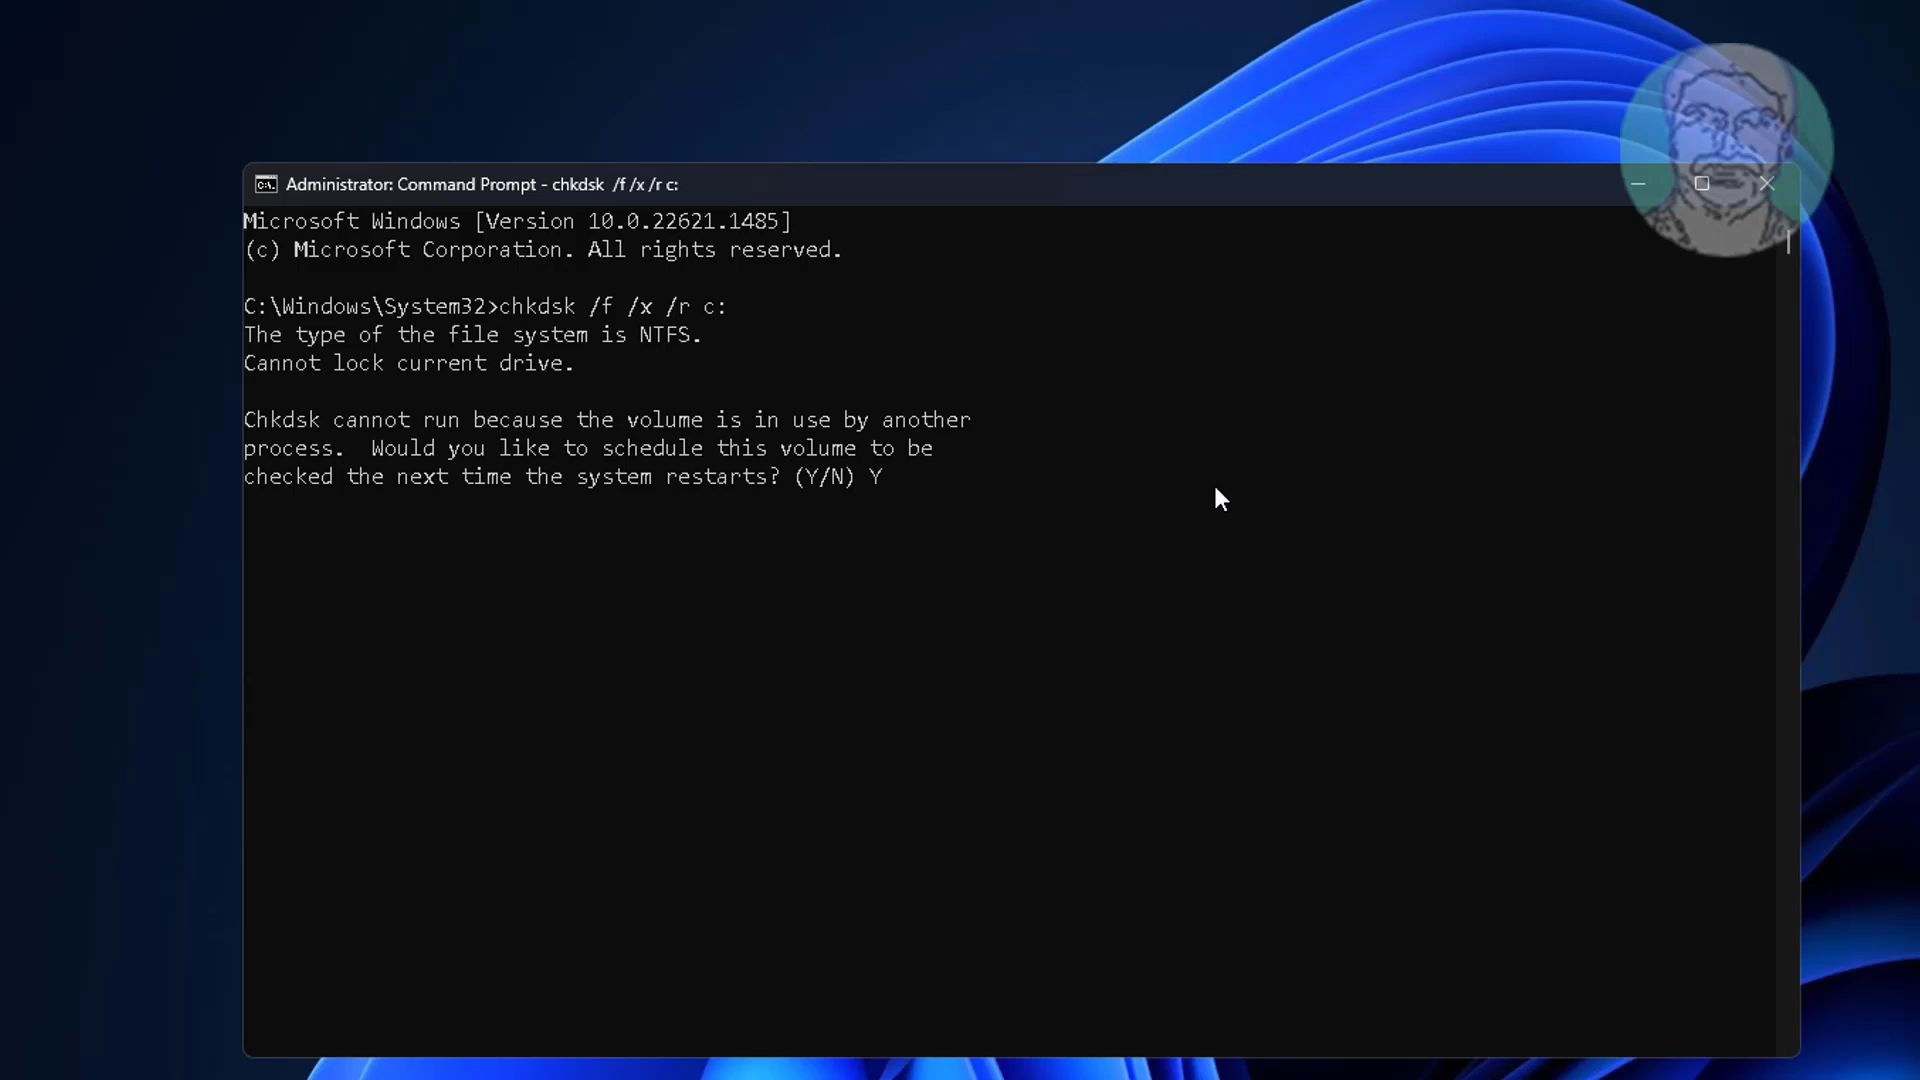 Administrator: Command Prompt - chkdsk  /f /x /r c:
Microsoft Windows [Version 10.0.22621.1485]
(c) Microsoft Corporation. All rights reserved.
C:\Windows\System32>chkdsk /f /x /r c:
The type of the file system is NTFS.
Cannot lock current drive.
Chkdsk cannot run because the volume is in use by another
process.  Would you like to schedule this volume to be
checked the next time the system restarts? (Y/N) Y